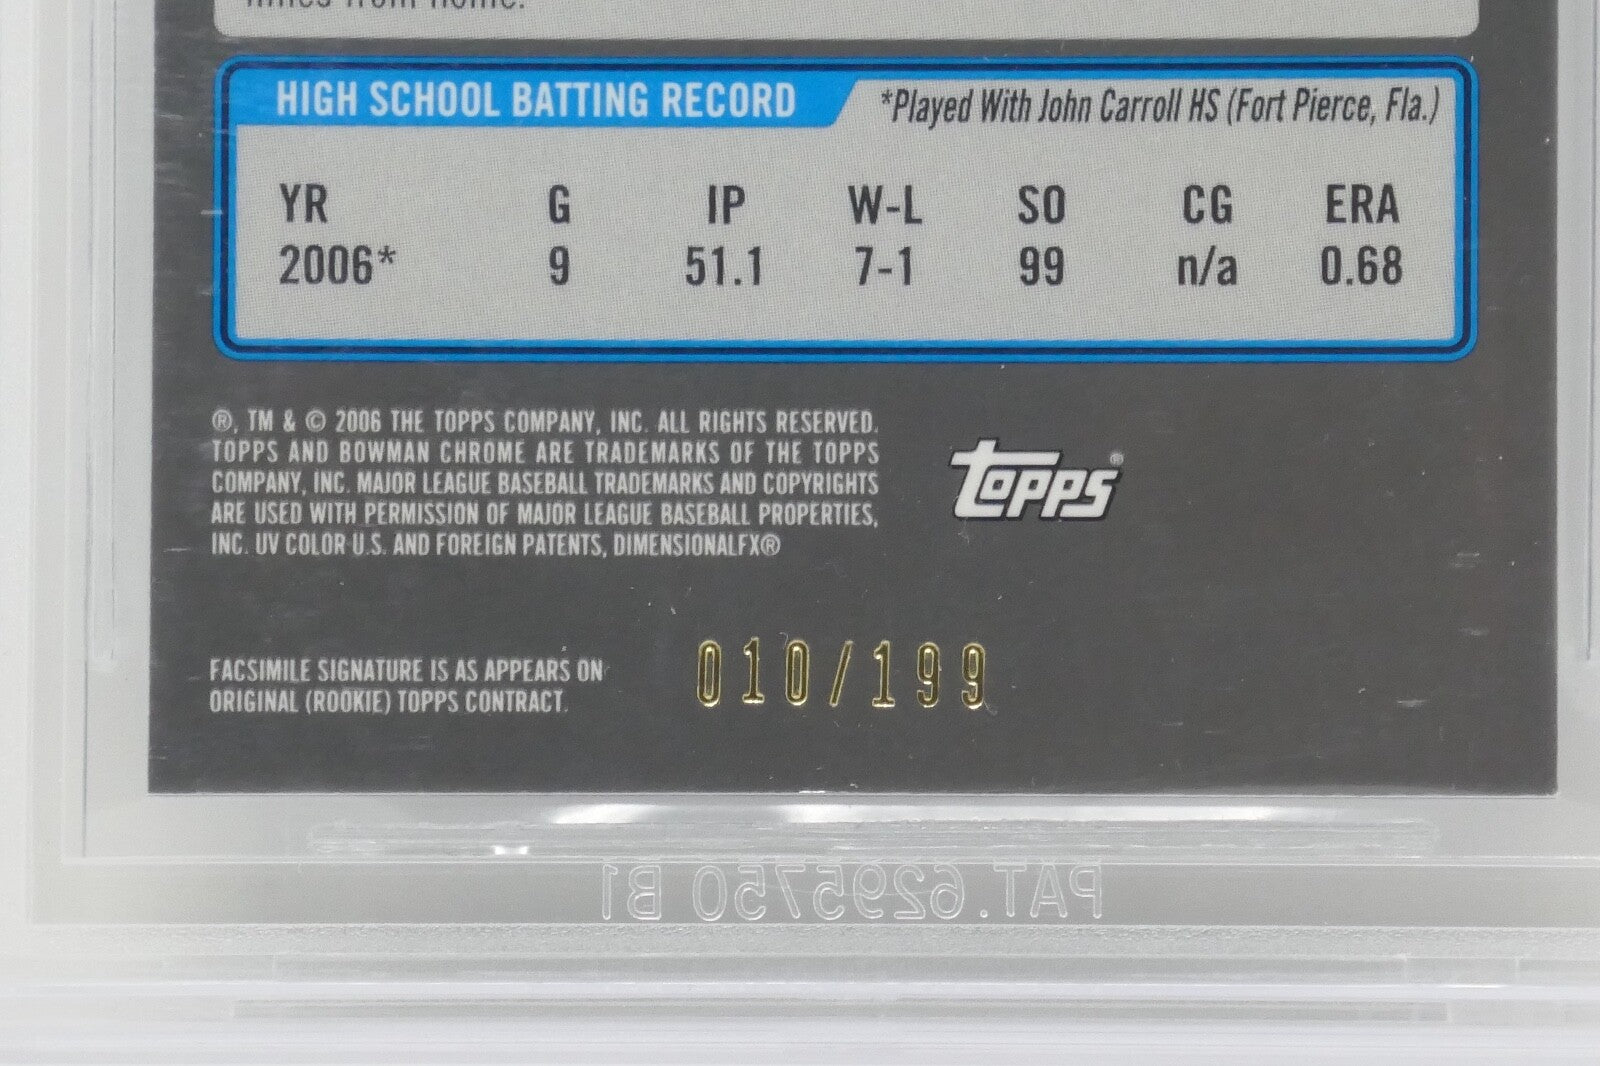 miles from home.
HIGH SCHOOL BATTING RECORD *Played With John Carroll HS (Fort Pierce, Fla.)
YR G IP W-L SO CG ERA
2006* 9 51.1 7-1 99 n/a 0.68
®, TM & © 2006 THE TOPPS COMPANY, INC. ALL RIGHTS RESERVED.
TOPPS AND BOWMAN CHROME ARE TRADEMARKS OF THE TOPPS
COMPANY, INC. MAJOR LEAGUE BASEBALL TRADEMARKS AND COPYRIGHTS
ARE USED WITH PERMISSION OF MAJOR LEAGUE BASEBALL PROPERTIES,
INC. UV COLOR U.S. AND FOREIGN PATENTS, DIMENSIONALFX®
Topps®
FACSIMILE SIGNATURE IS AS APPEARS ON
ORIGINAL (ROOKIE) TOPPS CONTRACT.
010/199
PAT. 6295750 B1